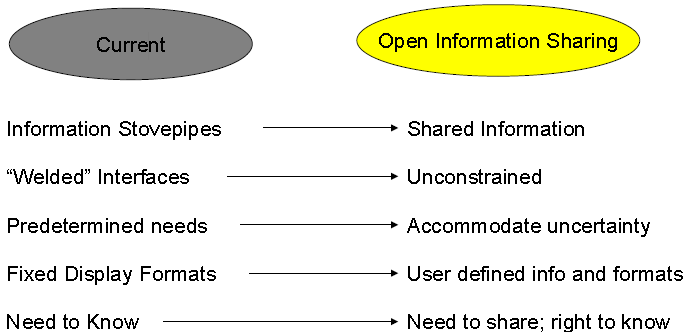 Current
Open Information Sharing
Information Stovepipes
Shared Information
“Welded” Interfaces
Unconstrained
Predetermined needs
Accommodate uncertainty
Fixed Display Formats
User defined info and formats
Need to Know
Need to share; right to know